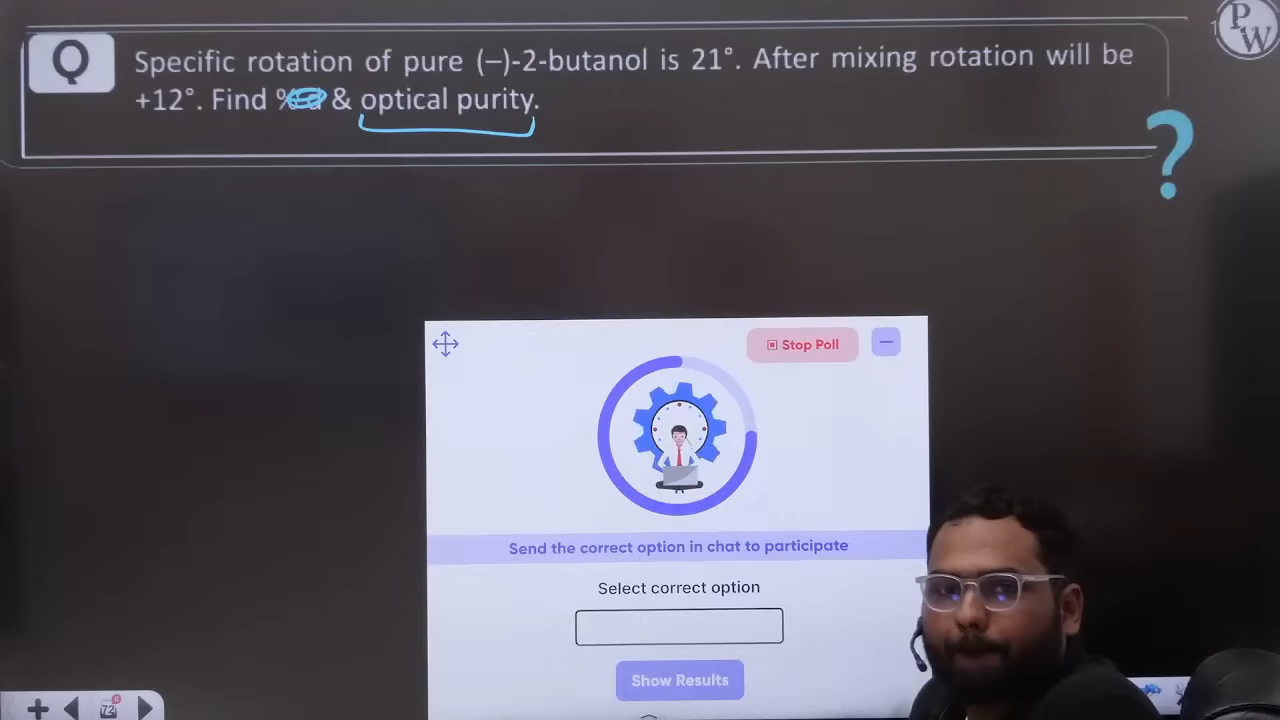 P
W
Q
Specific rotation of pure (–)-2-butanol is 21°. After mixing rotation will be
+12°. Find % & optical purity.
?
Stop Poll
Send the correct option in chat to participate
Select correct option
Show Results
72